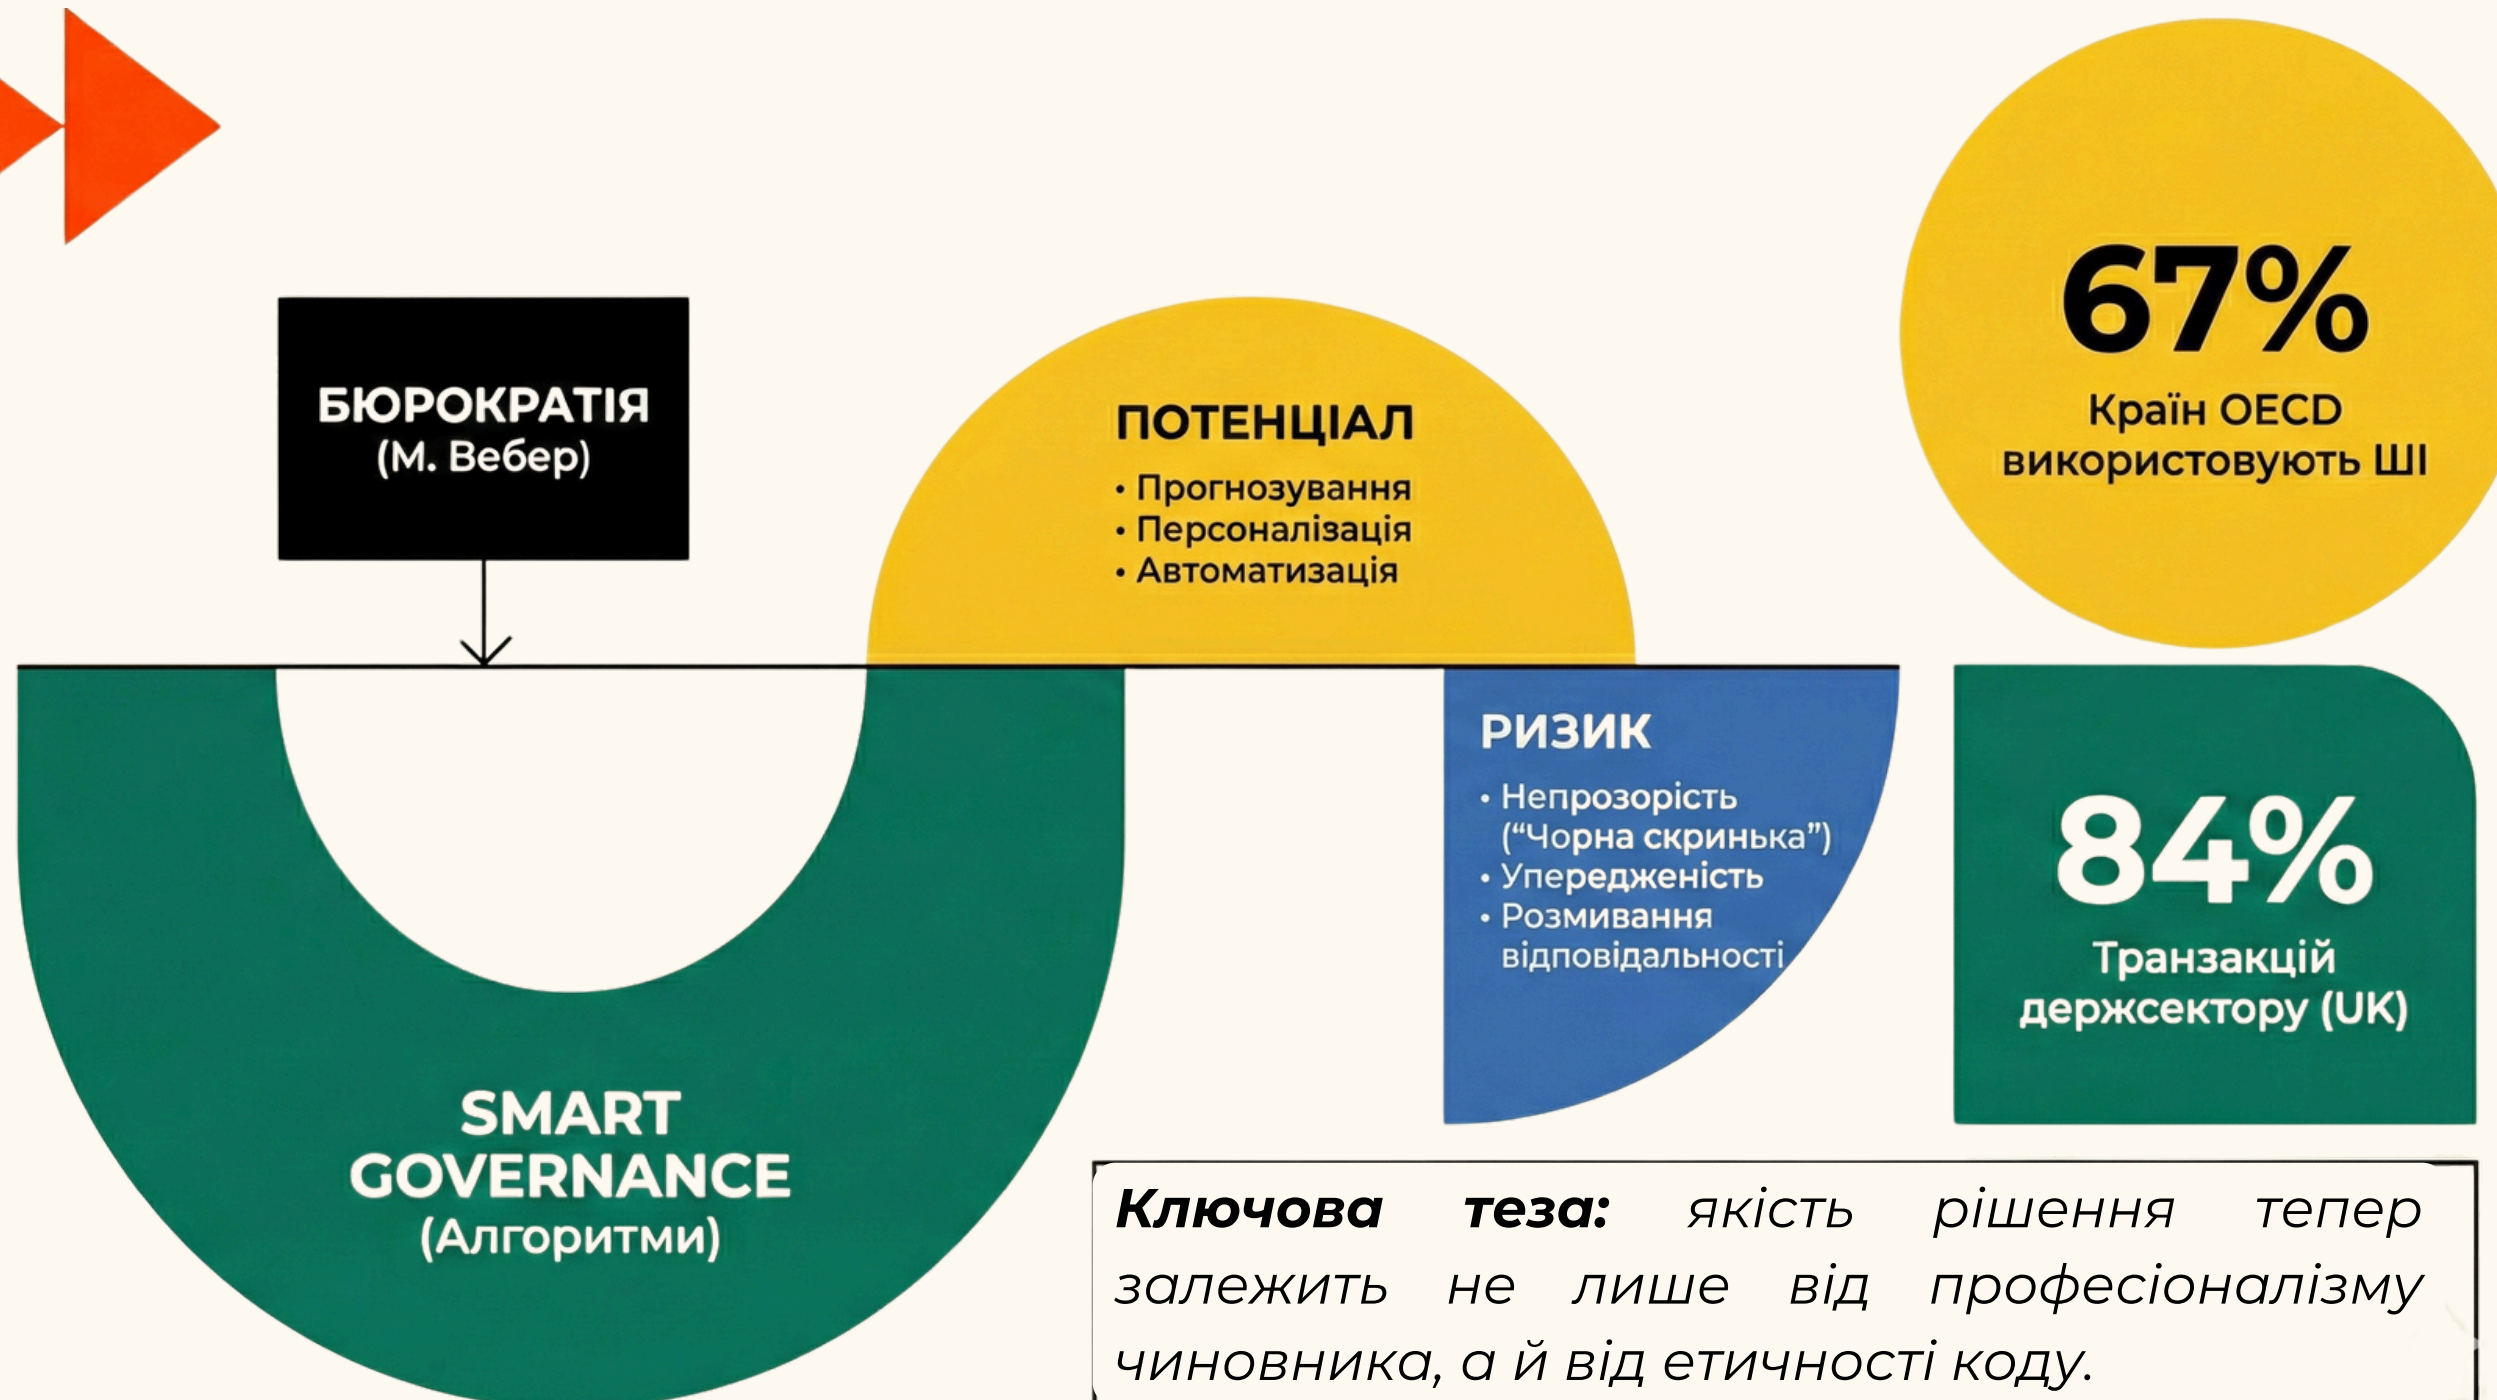 БЮРОКРАТІЯ
(М. Вебер)
ПОТЕНЦІАЛ
• Прогнозування
• Персоналізація
• Автоматизація
67%
Країн OECD
використовують ШІ
SMART
GOVERNANCE
(Алгоритми)
РИЗИК
• Непрозорість
(“Чорна скринька”)
• Упередженість
• Розмивання
відповідальності
84%
Транзакцій
держсектору (UK)
Ключова теза: якість рішення тепер
залежить не лише від професіоналізму
чиновника, а й від етичності коду.